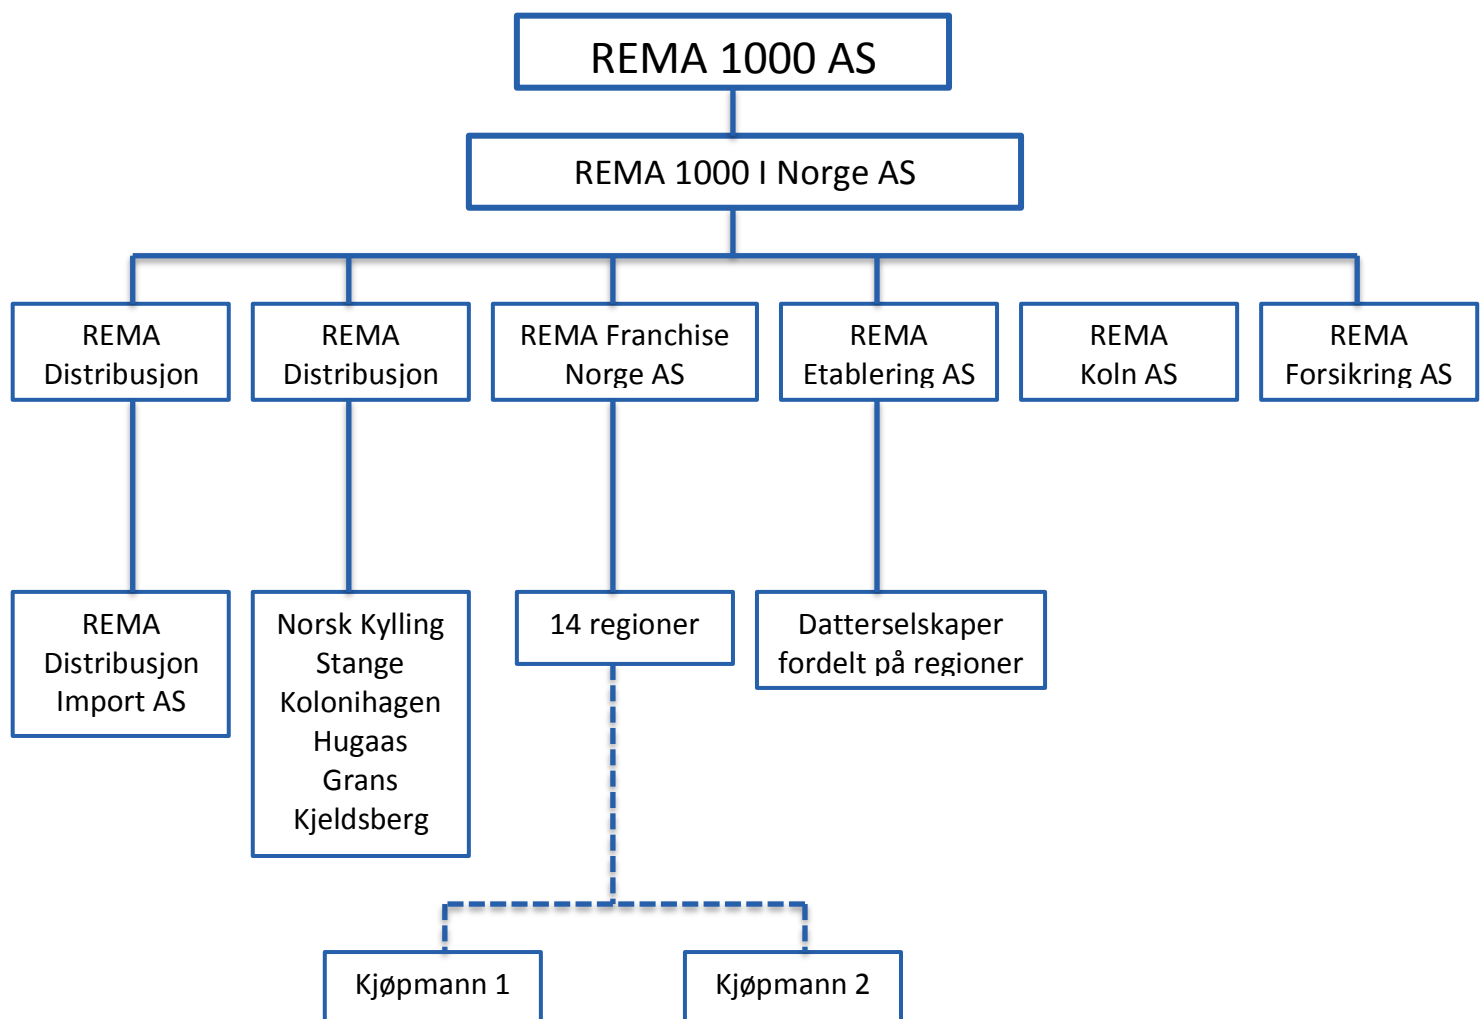 REMA 1000 AS
REMA 1000 I Norge AS
REMA
Distribusjon
REMA
Distribusjon
REMA Franchise
Norge AS
REMA
Etablering AS
REMA
Koln AS
REMA
Forsikring AS
REMA
Distribusjon
Import AS
Norsk Kylling
Stange
Kolonihagen
Hugaas
Grans
Kjeldsberg
14 regioner
Datterselskaper
fordelt på regioner
Kjøpmann 1
Kjøpmann 2